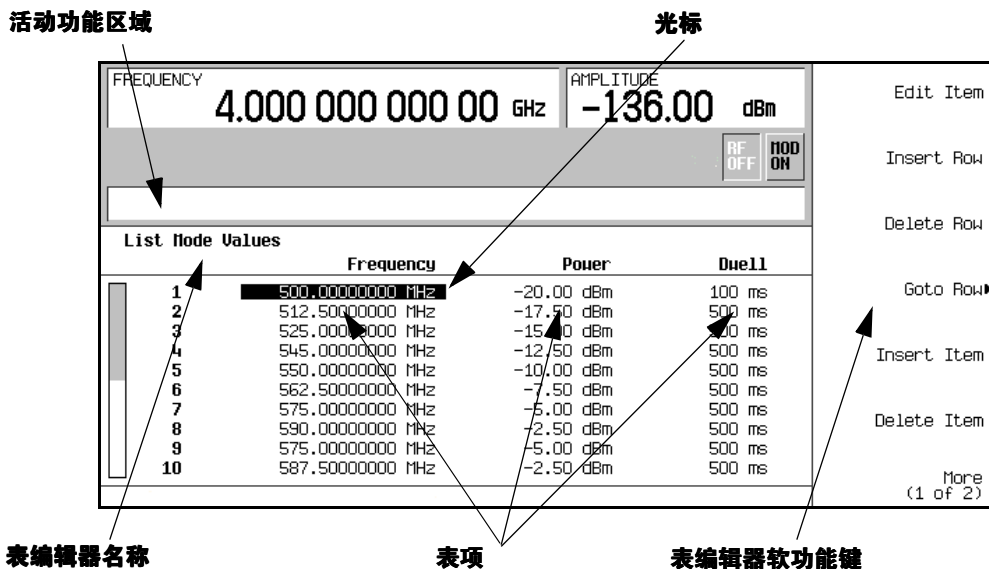 活动功能区域 光标
FREQUENCY AMPLITUDE
4.000 000 000 00 GHz -136.00 dBm
Edit Item
RF OFF MOD ON
Insert Row
Delete Row
List Mode Values
Frequency Power Dwell
1 500.00000000 MHz -20.00 dBm 100 ms
Goto Row
2 512.50000000 MHz -17.50 dBm 500 ms
3 525.00000000 MHz -15.00 dBm 500 ms
4 545.00000000 MHz -12.50 dBm 500 ms
Insert Item
5 550.00000000 MHz -10.00 dBm 500 ms
6 562.50000000 MHz -7.50 dBm 500 ms
7 575.00000000 MHz -5.00 dBm 500 ms
8 590.00000000 MHz -2.50 dBm 500 ms
Delete Item
9 575.00000000 MHz -5.00 dBm 500 ms
10 587.50000000 MHz -2.50 dBm 500 ms
More
(1 of 2)
表编辑器名称 表项 表编辑器软功能键